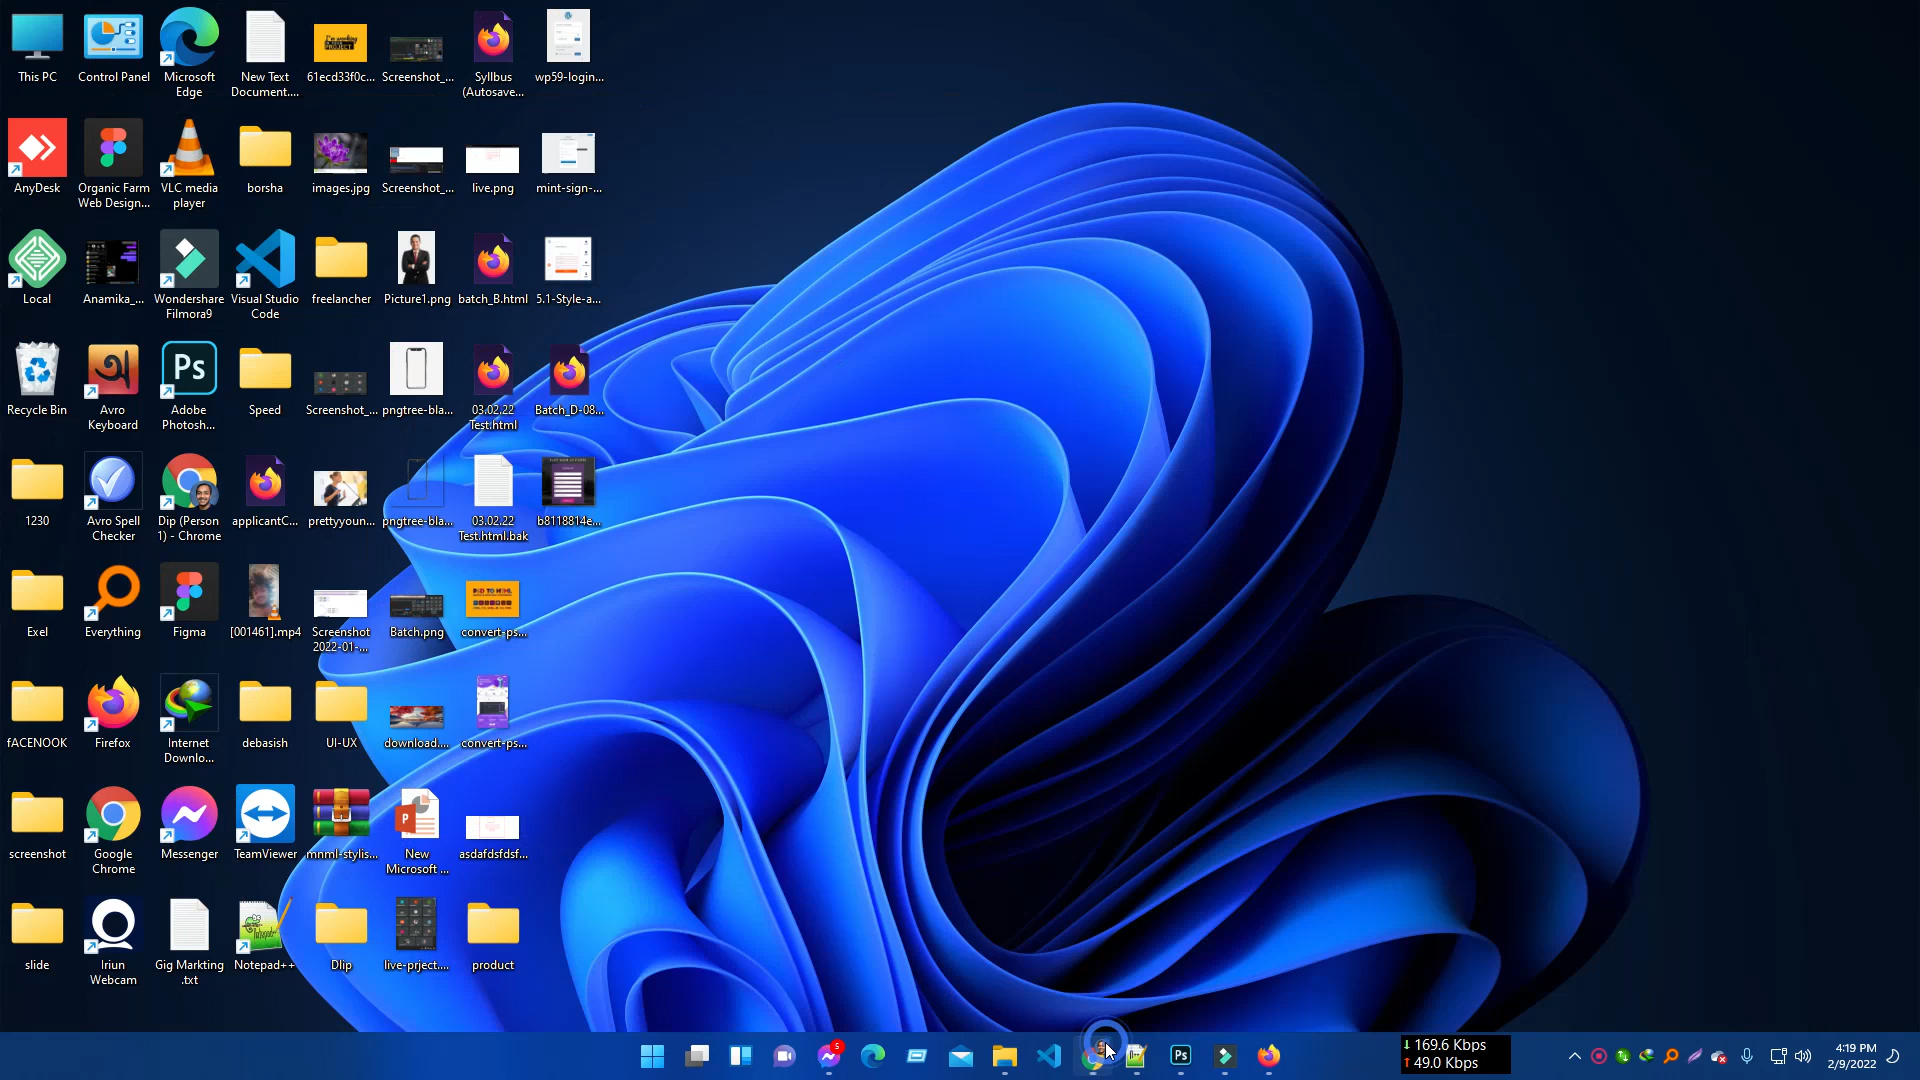 This PC
Control Panel
Microsoft
Edge
New Text
Document....
61ecd33f0c...
Screenshot_...
Syllbus
(Autosave...
wp59-login...
AnyDesk
Organic Farm
Web Design...
VLC media
player
borsha
images.jpg
Screenshot_...
live.png
mint-sign-...
Local
Anamika_...
Wondershare
Filmora9
Visual Studio
Code
freelancher
Picture1.png
batch_B.html
5.1-Style-a...
Recycle Bin
Avro
Keyboard
Ps
Adobe
Photosh...
Speed
Screenshot_...
pngtree-bla...
03.02.22
Test.html
Batch_D-08...
1230
Avro Spell
Checker
Dip (Person
1) - Chrome
applicantC...
prettyyoun...
pngtree-bla...
03.02.22
Test.html.bak
b8118814e...
Exel
Everything
Figma
[001461].mp4
Screenshot
2022-01-...
Batch.png
PSD TO HTML
convert-ps...
fACENOOK
Firefox
Internet
Downlo...
debasish
UI-UX
download....
convert-ps...
screenshot
Google
Chrome
Messenger
TeamViewer
mnml-stylis...
New
Microsoft ...
asdafdsfdsf...
slide
Iriun
Webcam
Gig Markting
.txt
Notepad++
Dlip
live-prject....
product
5
Ps
169.6 Kbps
49.0 Kbps
4:19 PM
2/9/2022